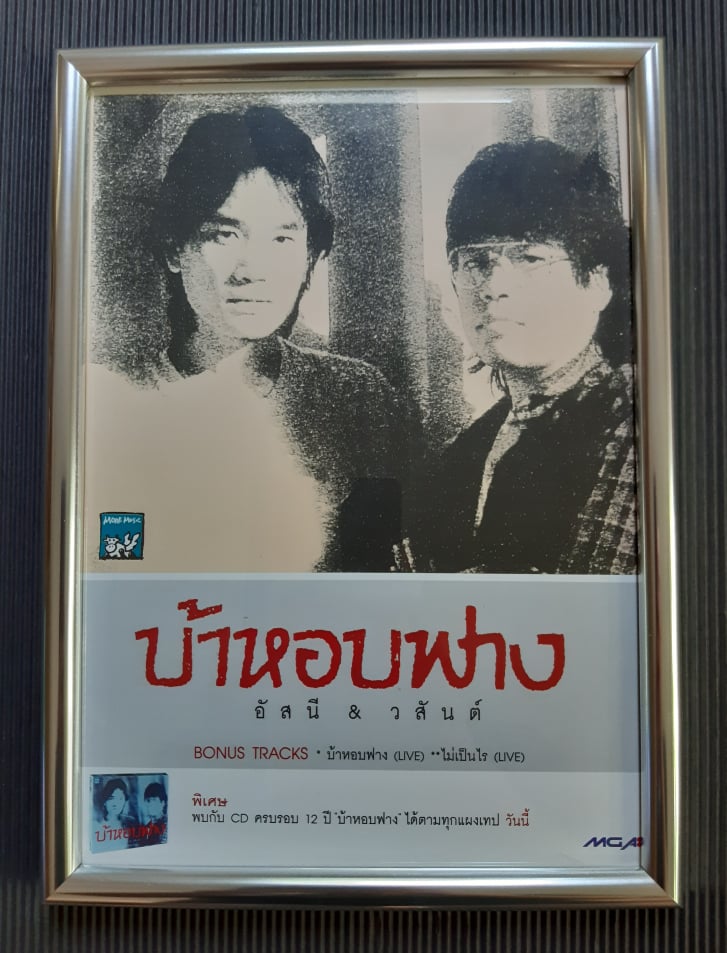 MORE MUSIC
บ้าหอบฟาง
อัสนี & วสันต์
BONUS TRACKS * บ้าหอบฟาง (LIVE) **ไม่เป็นไร (LIVE)
บ้าหอบฟาง
พิเศษ
พบกับ CD ครบรอบ 12 ปี "บ้าหอบฟาง" ได้ตามทุกแผงเทป วันนี้
MGA